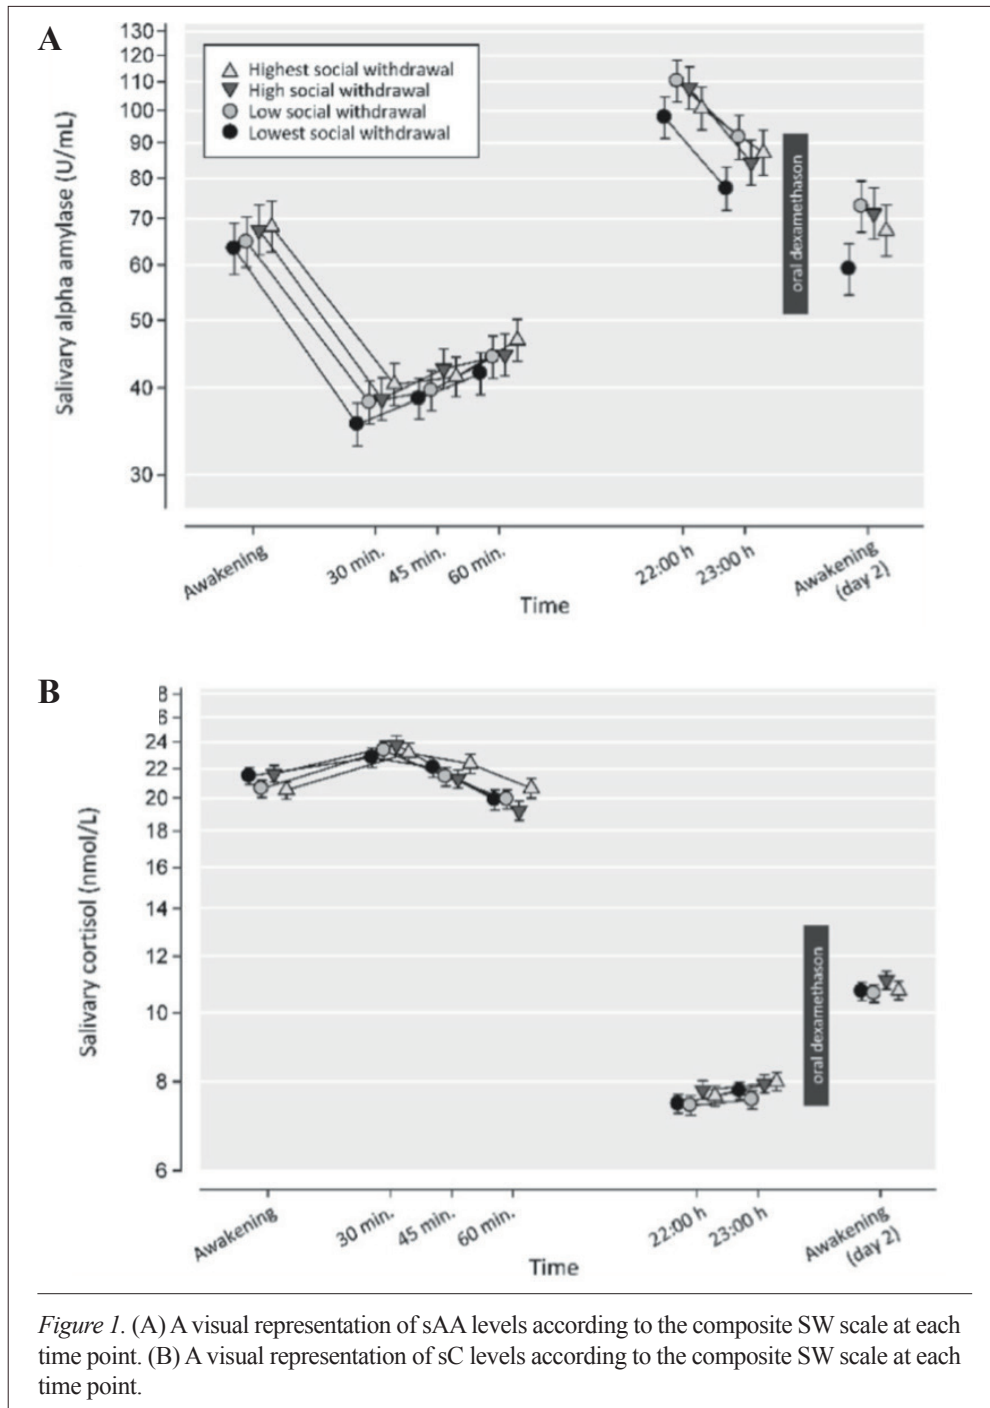 A
130
120
110
100
90
80
70
60
50
40
30
Salivary alpha amylase (U/mL)
Highest social withdrawal
High social withdrawal
Low social withdrawal
Lowest social withdrawal
oral dexamethason
Awakening
30 min.
45 min.
60 min.
22:00 h
23:00 h
Awakening
(day 2)
Time
B
8
6
24
22
20
18
16
14
12
10
8
6
Salivary cortisol (nmol/L)
oral dexamethason
Awakening
30 min.
45 min.
60 min.
22:00 h
23:00 h
Awakening
(day 2)
Time
Figure 1. (A) A visual representation of sAA levels according to the composite SW scale at each
time point. (B) A visual representation of sC levels according to the composite SW scale at each
time point.